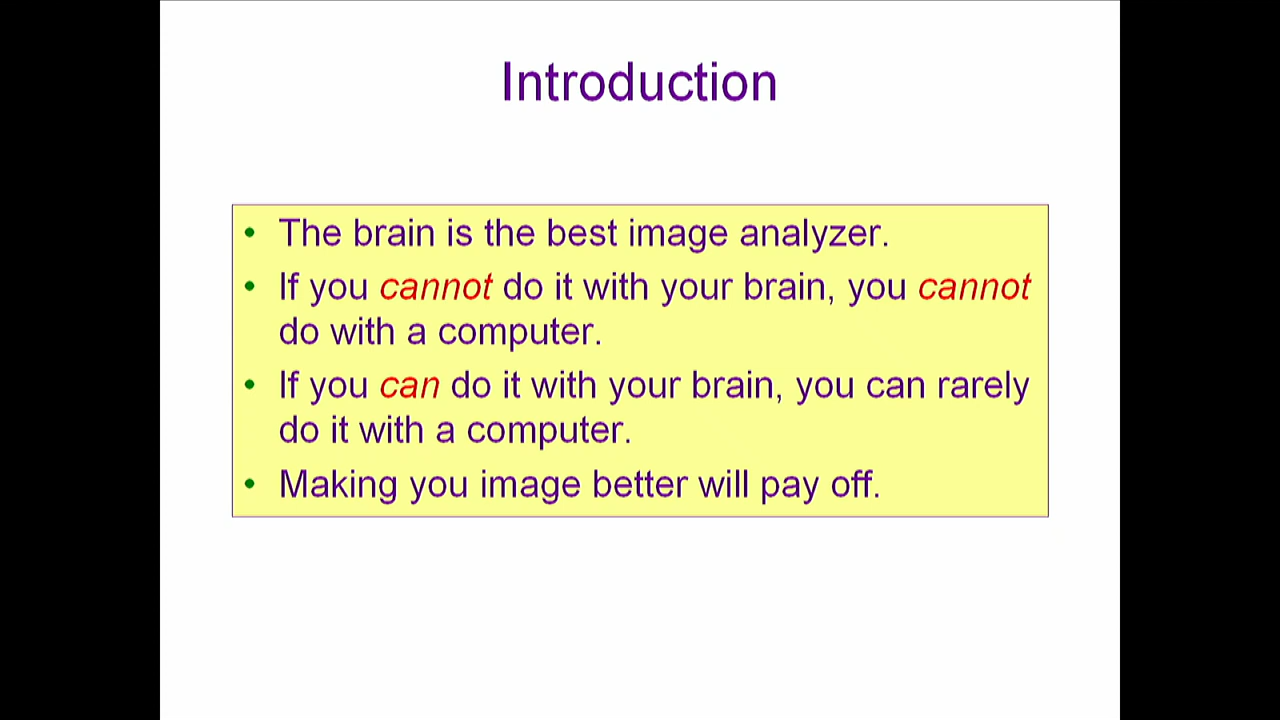 Introduction
• The brain is the best image analyzer.
• If you cannot do it with your brain, you cannot
do with a computer.
• If you can do it with your brain, you can rarely
do it with a computer.
• Making you image better will pay off.